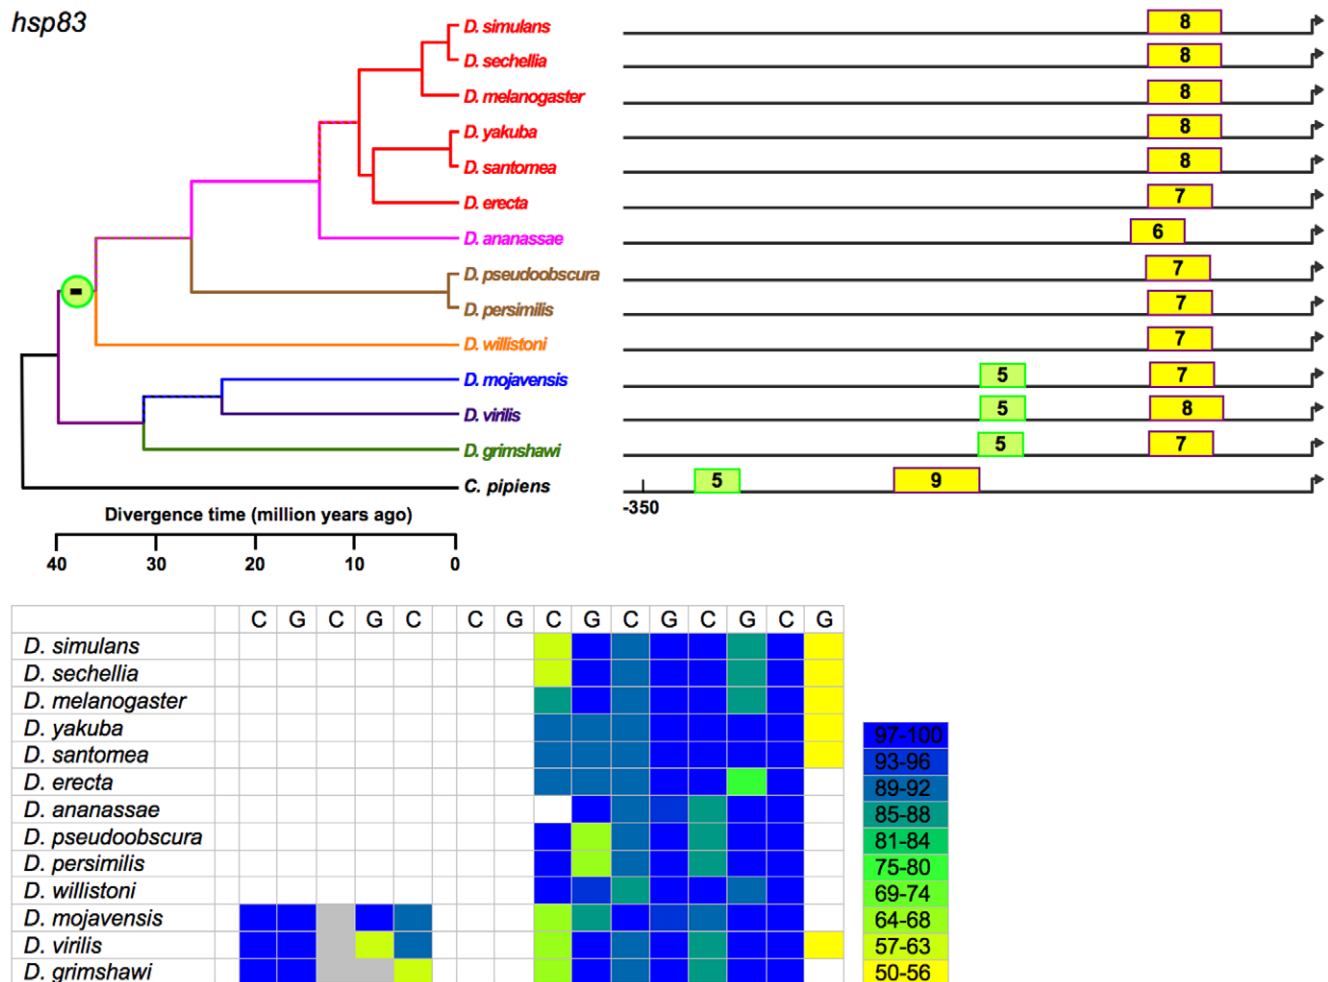 hsp83
D. simulans 8
D. sechellia 8
D. melanogaster 8
D. yakuba 8
D. santomea 8
D. erecta 7
D. ananassae 6
D. pseudoobscura 7
D. persimilis 7
D. willistoni 7
D. mojavensis 5 7
D. virilis 5 8
D. grimshawi 5 7
C. pipiens 5 9
-350
Divergence time (million years ago)
40 30 20 10 0
C G C G C C G C G C G C G C G
D. simulans
D. sechellia
D. melanogaster
D. yakuba
D. santomea
D. erecta
D. ananassae
D. pseudoobscura
D. persimilis
D. willistoni
D. mojavensis
D. virilis
D. grimshawi
97-100
93-96
89-92
85-88
81-84
75-80
69-74
64-68
57-63
50-56